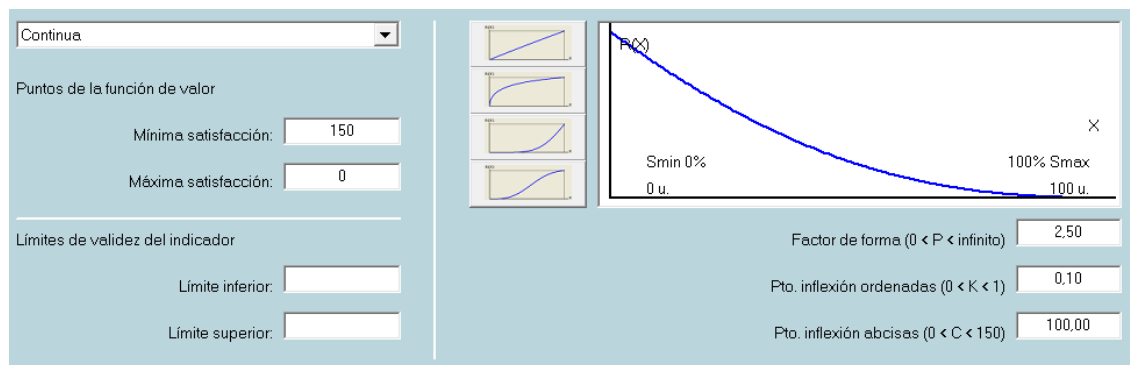 Continua
Puntos de la función de valor
Mínima satisfacción: 150
Máxima satisfacción: 0
Límites de validez del indicador
Límite inferior:
Límite superior:
P(X)
X
Smin 0%
100% Smax
0 u.
100 u.
Factor de forma (0 < P < infinito) 2,50
Pto. inflexión ordenadas (0 < K < 1) 0,10
Pto. inflexión abcisas (0 < C < 150) 100,00